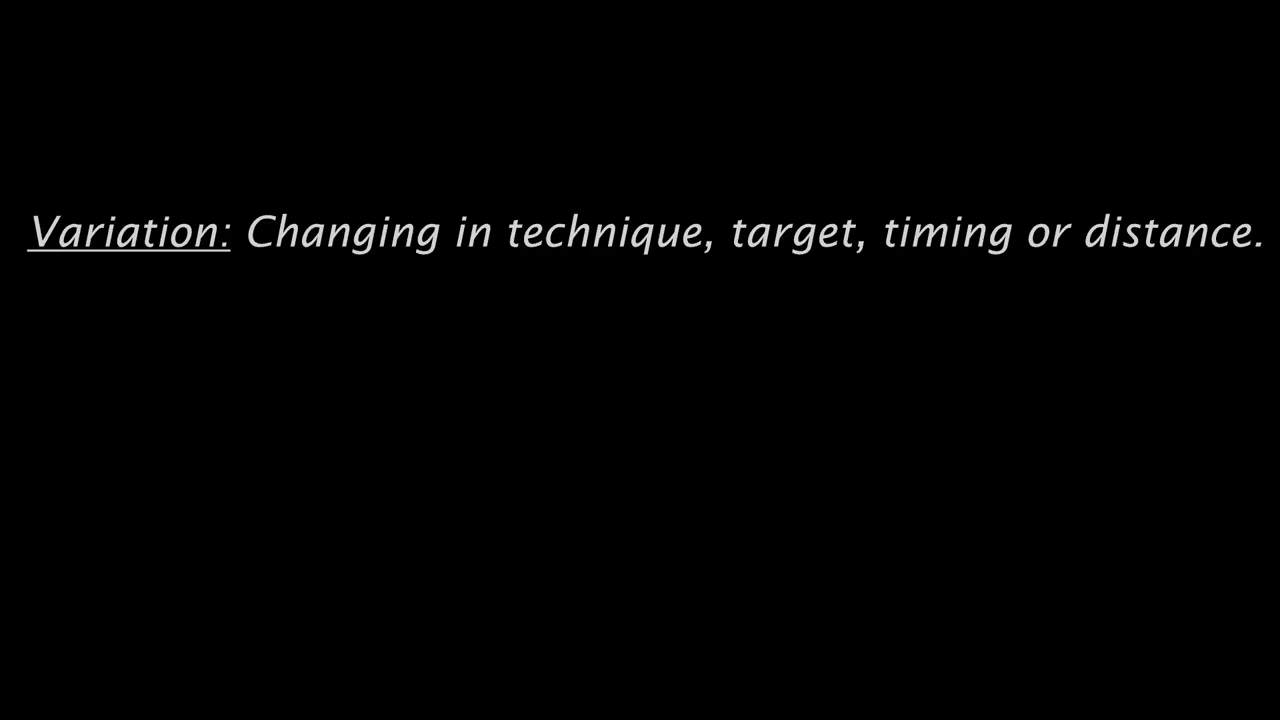 Variation: Changing in technique, target, timing or distance.